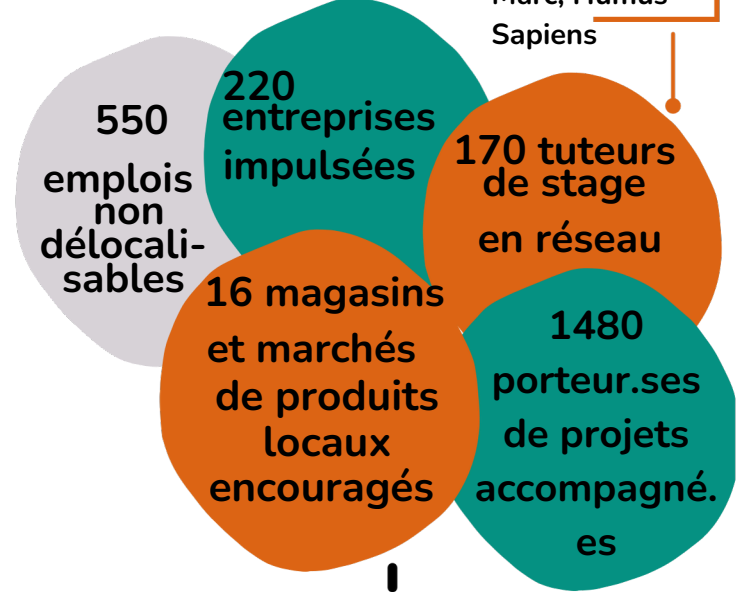 Sapiens
550
emplois
non
délocali-
sables
220
entreprises
impulsées
170 tuteurs
de stage
en réseau
16 magasins
et marchés
de produits
locaux
encouragés
1480
porteur.ses
de projets
accompagné.
es